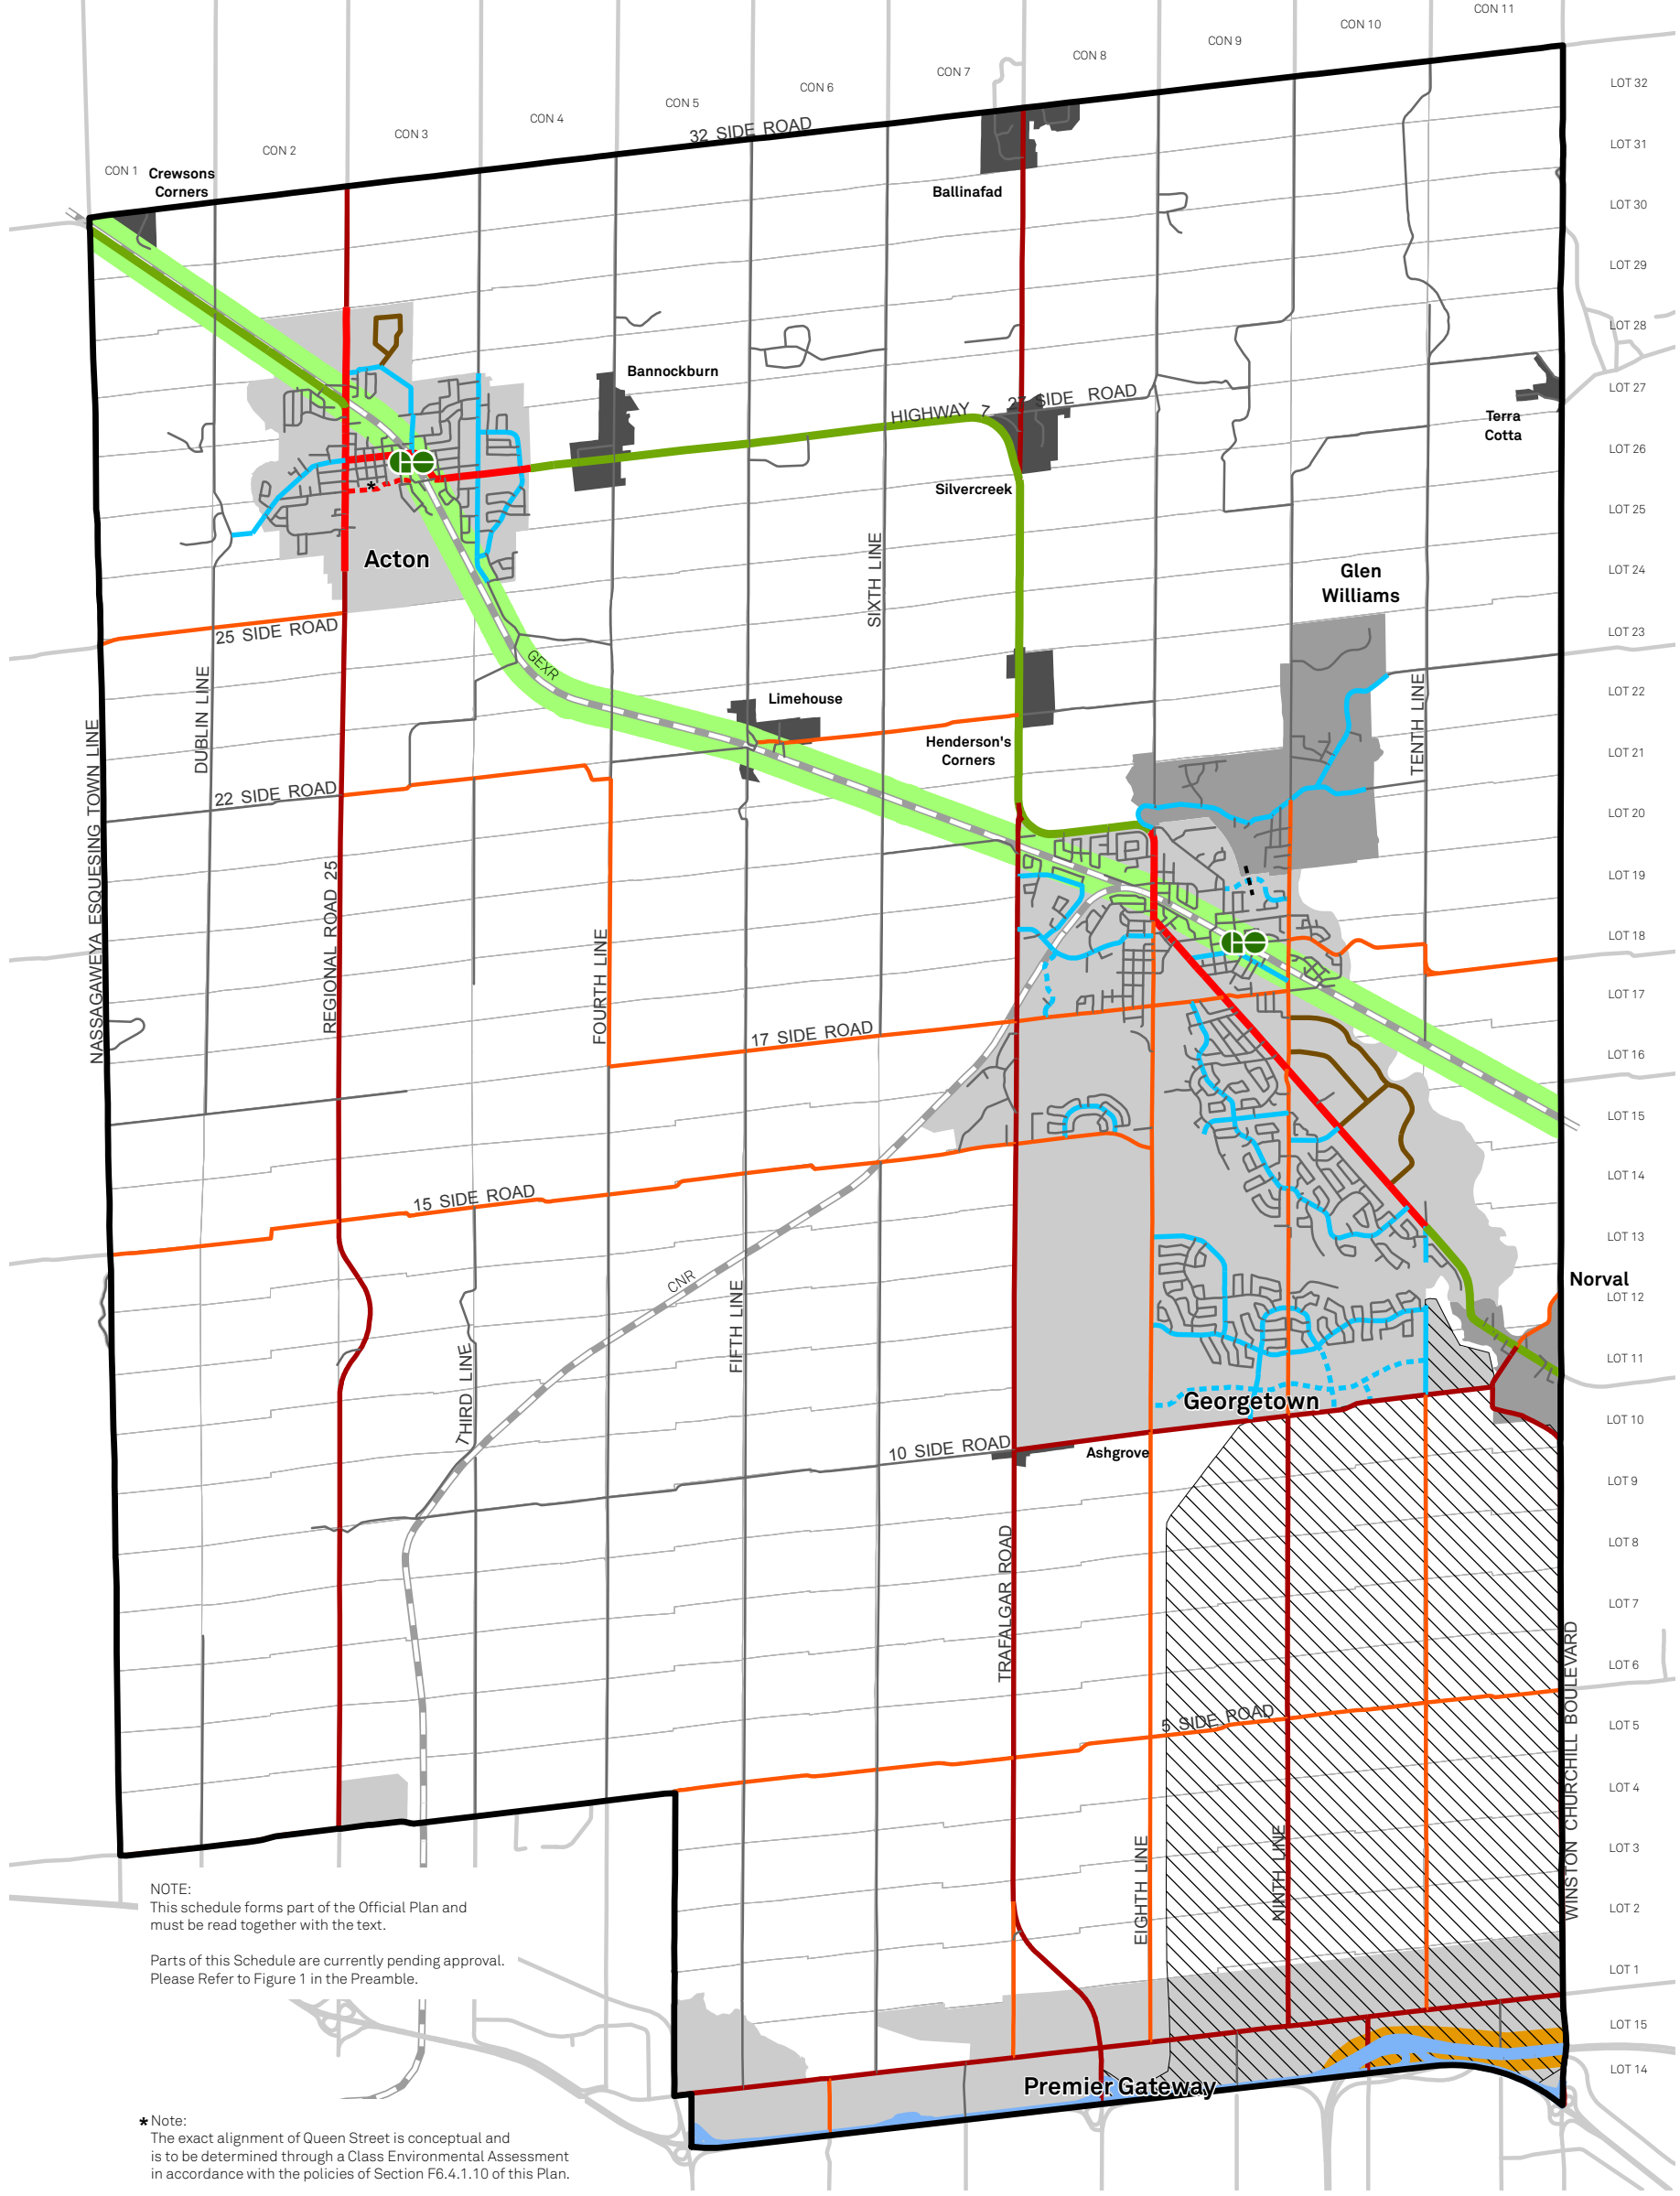 CON 11
CON 10
CON 9
CON 8
CON 7
CON 6
CON 5
CON 4
CON 3
CON 2
CON 1
Crewsons
Corners
32 SIDE ROAD
Ballinafad
LOT 32
LOT 31
LOT 30
LOT 29
LOT 28
LOT 27
LOT 26
LOT 25
LOT 24
LOT 23
LOT 22
LOT 21
LOT 20
LOT 19
LOT 18
LOT 17
LOT 16
LOT 15
LOT 14
LOT 13
Norval
LOT 12
LOT 11
LOT 10
LOT 9
LOT 8
LOT 7
LOT 6
LOT 5
LOT 4
LOT 3
LOT 2
LOT 1
LOT 15
LOT 14
Bannockburn
HIGHWAY 7
27 SIDE ROAD
Terra
Cotta
Silvercreek
GO
*
Acton
Glen
Williams
SIXTH LINE
25 SIDE ROAD
GEXR
DUBLIN LINE
Limehouse
TENTH LINE
Henderson's
Corners
NASSAGAWEYA ESQUESING TOWN LINE
22 SIDE ROAD
REGIONAL ROAD 25
FOURTH LINE
GO
17 SIDE ROAD
15 SIDE ROAD
CNR
FIFTH LINE
THIRD LINE
Georgetown
10 SIDE ROAD
Ashgrove
TRAFALGAR ROAD
5 SIDE ROAD
WINSTON CHURCHILL BOULEVARD
EIGHTH LINE
NINTH LINE
Premier Gateway
NOTE:
This schedule forms part of the Official Plan and
must be read together with the text.
Parts of this Schedule are currently pending approval.
Please Refer to Figure 1 in the Preamble.
* Note:
The exact alignment of Queen Street is conceptual and
is to be determined through a Class Environmental Assessment
in accordance with the policies of Section F6.4.1.10 of this Plan.